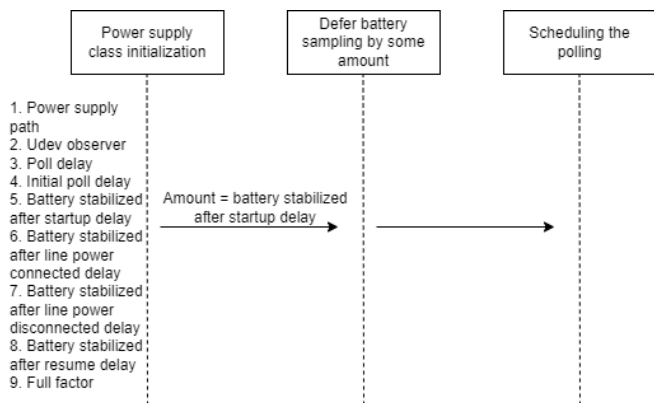 Power supply
class initialization
Defer battery
sampling by some
amount
Scheduling the
polling
1. Power supply
path
2. Udev observer
3. Poll delay
4. Initial poll delay
5. Battery stabilized
after startup delay
6. Battery stabilized
after line power
connected delay
7. Battery stabilized
after line power
disconnected delay
8. Battery stabilized
after resume delay
9. Full factor
Amount = battery stabilized
after startup delay